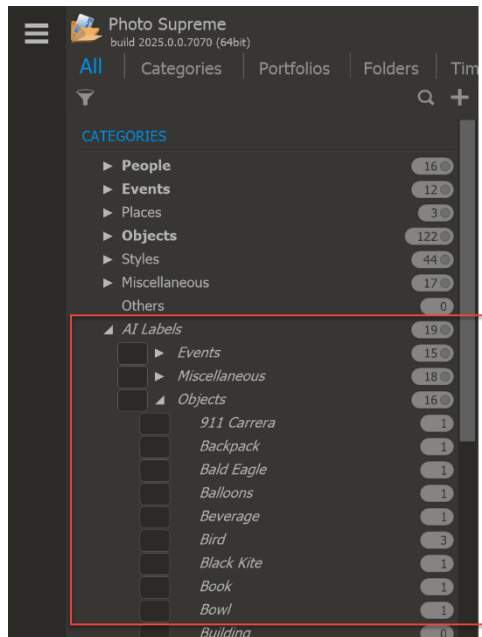 Photo Supreme
build 2025.0.0.7070 (64bit)
All Categories Portfolios Folders Tim
CATEGORIES
People 16
Events 12
Places 3
Objects 122
Styles 44
Miscellaneous 17
Others 0
AI Labels 19
Events 15
Miscellaneous 18
Objects 16
911 Carrera 1
Backpack 1
Bald Eagle 1
Balloons 1
Beverage 1
Bird 3
Black Kite 1
Book 1
Bowl 1
Building 0